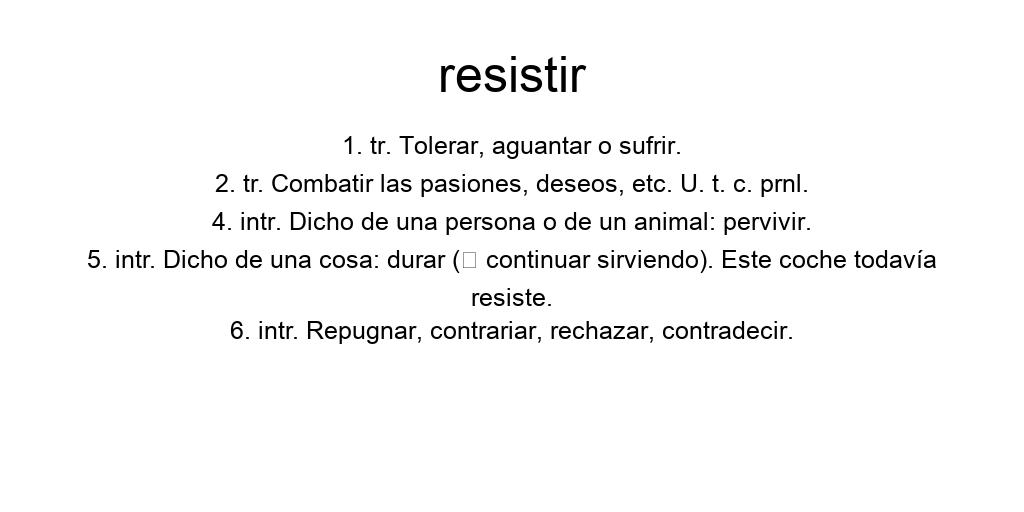 resistir
1. tr. Tolerar, aguantar o sufrir.
2. tr. Combatir las pasiones, deseos, etc. U. t. c. prnl.
4. intr. Dicho de una persona o de un animal: pervivir.
5. intr. Dicho de una cosa: durar (□ continuar sirviendo). Este coche todavía
resiste.
6. intr. Repugnar, contrariar, rechazar, contradecir.